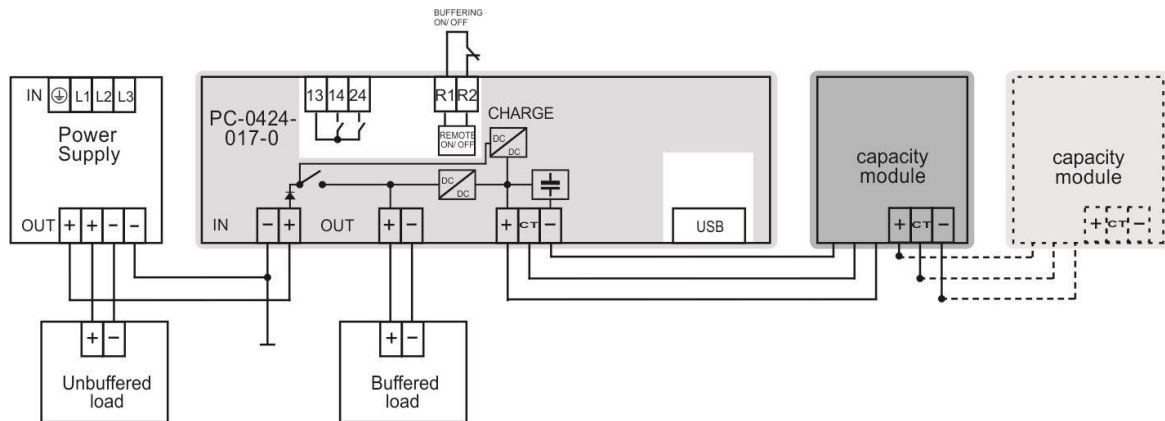 BUFFERING
ON/OFF
IN L1 L2 L3
Power
Supply
OUT + + − −
PC-0424-
017-0
13 14 24
R1 R2
REMOTE
ON/OFF
CHARGE
DC
DC
DC
DC
IN − +
OUT + −
+ CT −
USB
capacity
module
+ CT −
capacity
module
+ CT −
+ −
Unbuffered
load
+ −
Buffered
load